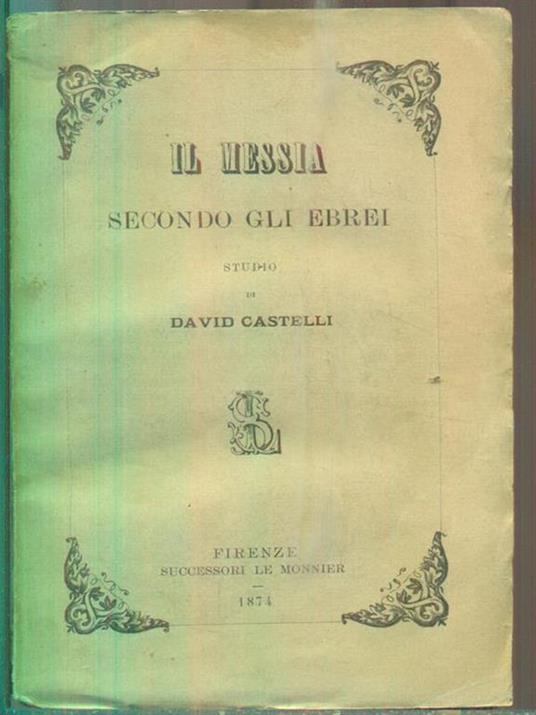 IL MESSIA
SECONDO GLI EBREI
STUDIO
DI
DAVID CASTELLI
FIRENZE
SUCCESSORI LE MONNIER
1874